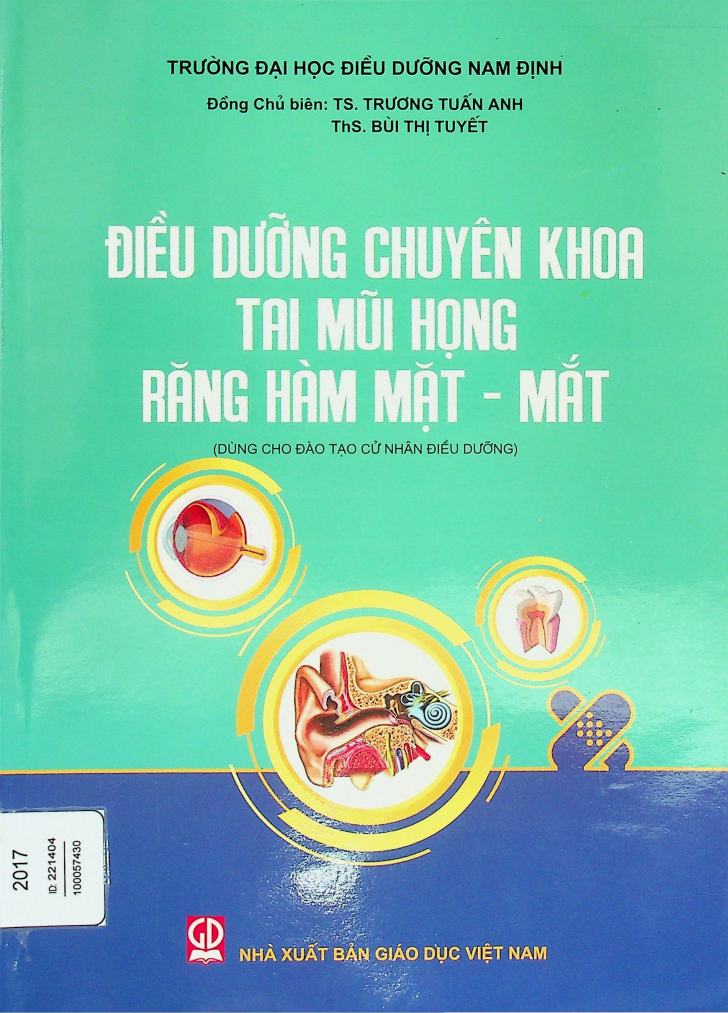 TRƯỜNG ĐẠI HỌC ĐIỀU DƯỠNG NAM ĐỊNH
Đồng Chủ biên: TS. TRƯƠNG TUẤN ANH
ThS. BÙI THỊ TUYẾT
ĐIỀU DƯỠNG CHUYÊN KHOA
TAI MŨI HỌNG
RĂNG HÀM MẶT - MẮT
(DÙNG CHO ĐÀO TẠO CỬ NHÂN ĐIỀU DƯỠNG)
2017
ID: 221404
100057430
GD
NHÀ XUẤT BẢN GIÁO DỤC VIỆT NAM